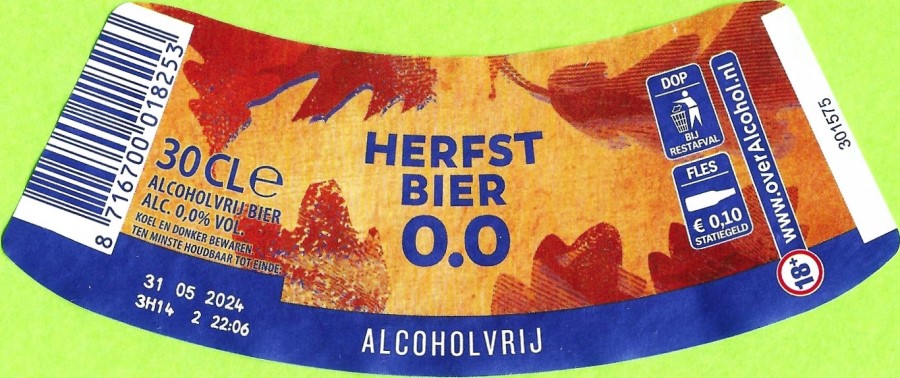 8 716700 018253
30 CL e
ALCOHOLVRIJ BIER
ALC. 0,0% VOL.
KOEL EN DONKER BEWAREN.
TEN MINSTE HOUDBAAR TOT EINDE:
31 05 2024
3H14 2 22:06
HERFST
BIER
0.0
ALCOHOLVRIJ
DOP
BIJ
RESTAFVAL
FLES
€ 0,10
STATIEGELD
www.overAlcohol.nl
18+
301575